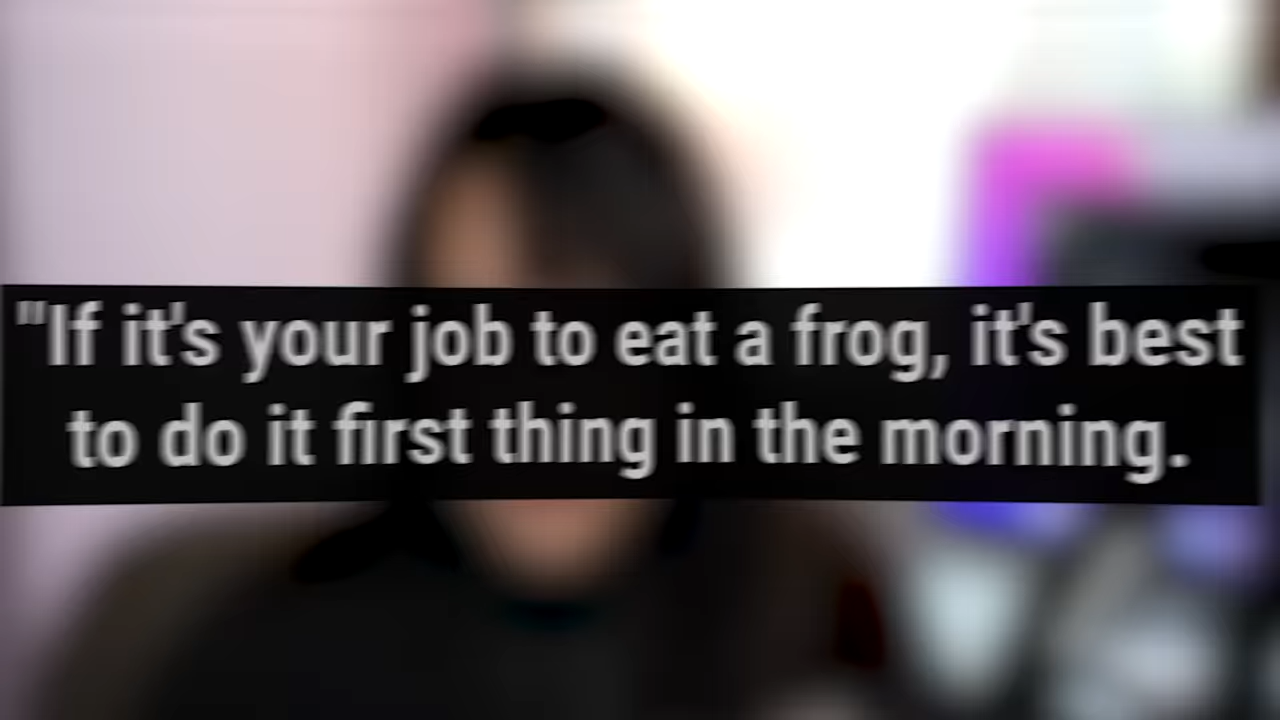 "If it's your job to eat a frog, it's best
to do it first thing in the morning.